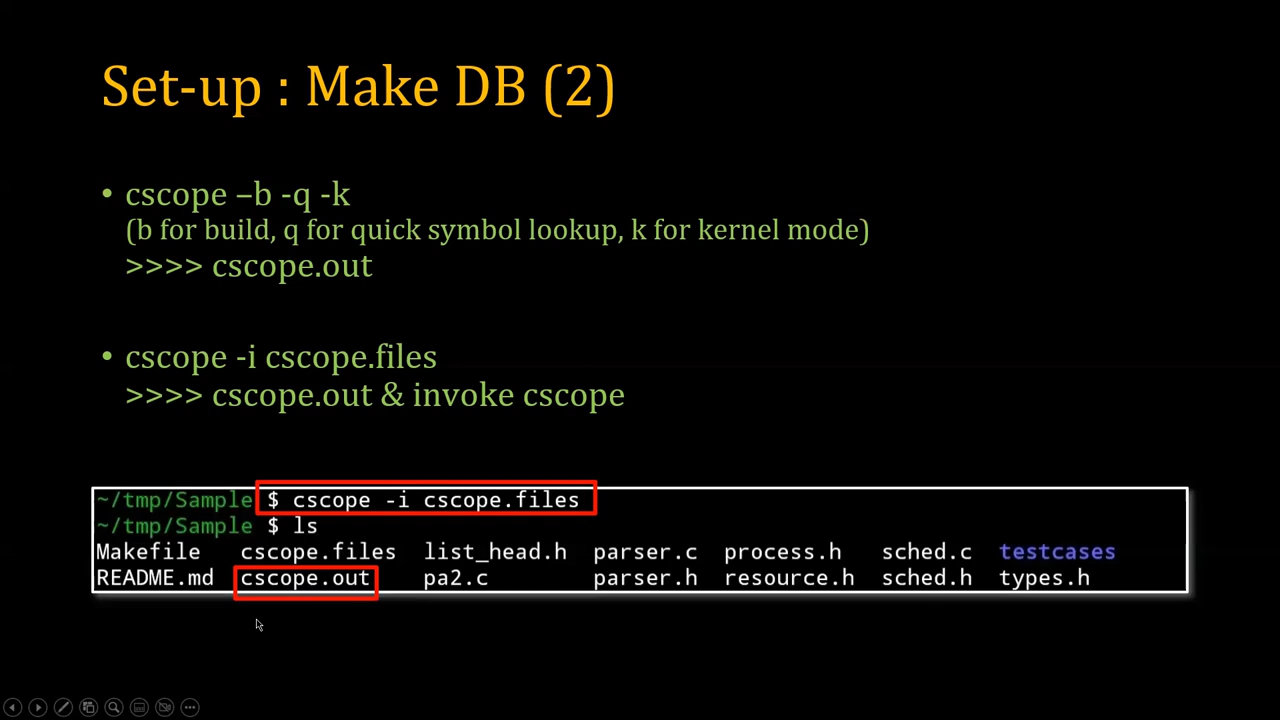 Set-up : Make DB (2)
• cscope –b -q -k
(b for build, q for quick symbol lookup, k for kernel mode)
>>>> cscope.out
• cscope -i cscope.files
>>>> cscope.out & invoke cscope
~/tmp/Sample $ cscope -i cscope.files
~/tmp/Sample $ ls
Makefile cscope.files list_head.h parser.c process.h sched.c testcases
README.md cscope.out pa2.c parser.h resource.h sched.h types.h